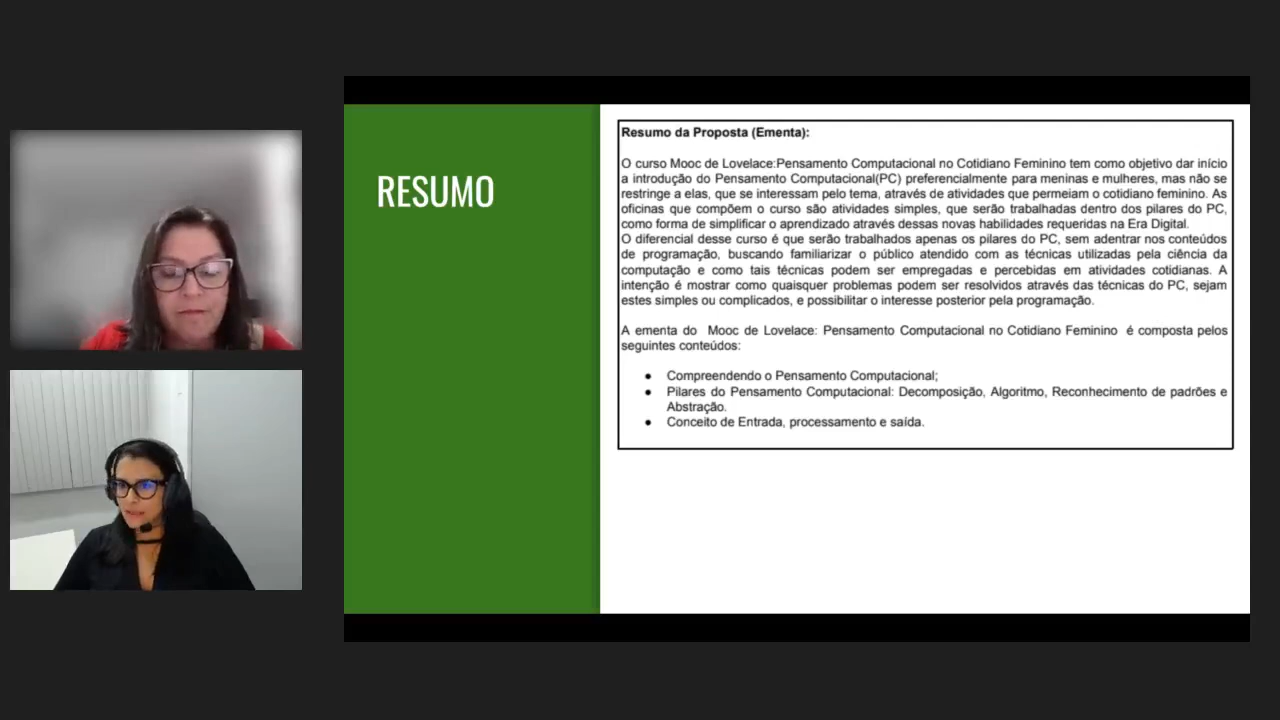 RESUMO
Resumo da Proposta (Ementa):
O curso Mooc de Lovelace:Pensamento Computacional no Cotidiano Feminino tem como objetivo dar início
a introdução do Pensamento Computacional(PC) preferencialmente para meninas e mulheres, mas não se
restringe a elas, que se interessam pelo tema, através de atividades que permeiam o cotidiano feminino. As
oficinas que compõem o curso são atividades simples, que serão trabalhadas dentro dos pilares do PC,
como forma de simplificar o aprendizado através dessas novas habilidades requeridas na Era Digital.
O diferencial desse curso é que serão trabalhados apenas os pilares do PC, sem adentrar nos conteúdos
de programação, buscando familiarizar o público atendido com as técnicas utilizadas pela ciência da
computação e como tais técnicas podem ser empregadas e percebidas em atividades cotidianas. A
intenção é mostrar como quaisquer problemas podem ser resolvidos através das técnicas do PC, sejam
estes simples ou complicados, e possibilitar o interesse posterior pela programação.
A ementa do Mooc de Lovelace: Pensamento Computacional no Cotidiano Feminino é composta pelos
seguintes conteúdos:
● Compreendendo o Pensamento Computacional;
● Pilares do Pensamento Computacional: Decomposição, Algoritmo, Reconhecimento de padrões e
Abstração.
● Conceito de Entrada, processamento e saída.